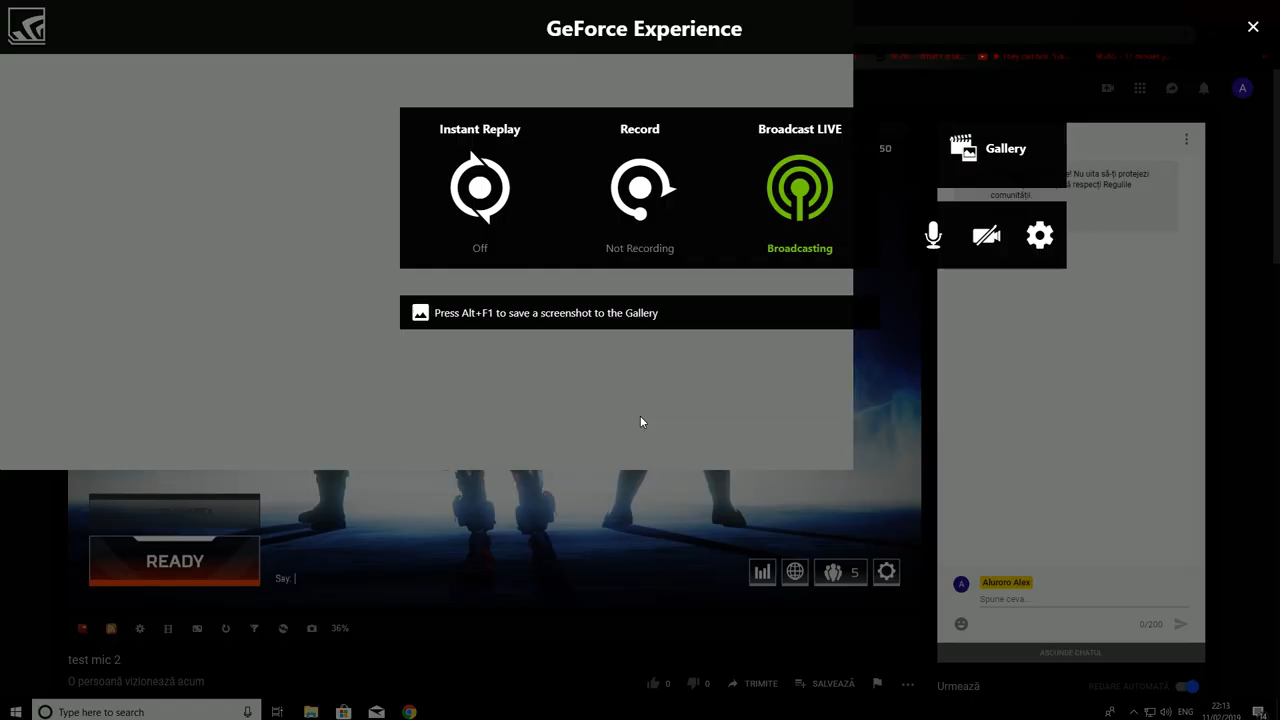 GeForce Experience
Instant Replay
Record
Broadcast LIVE
Off
Not Recording
Broadcasting
Gallery
50
A
e! Nu uita să-ți protejezi
să respecți Regulile
comunității.
Press Alt+F1 to save a screenshot to the Gallery
READY
Say:
5
36%
A
Aluroro Alex
Spune ceva...
0/200
ASCUNDE CHATUL
test mic 2
O persoană vizionează acum
0
0
TRIMITE
SALVEAZĂ
Urmează
REDARE AUTOMATĂ
Type here to search
ENG
22:13
11/02/2019